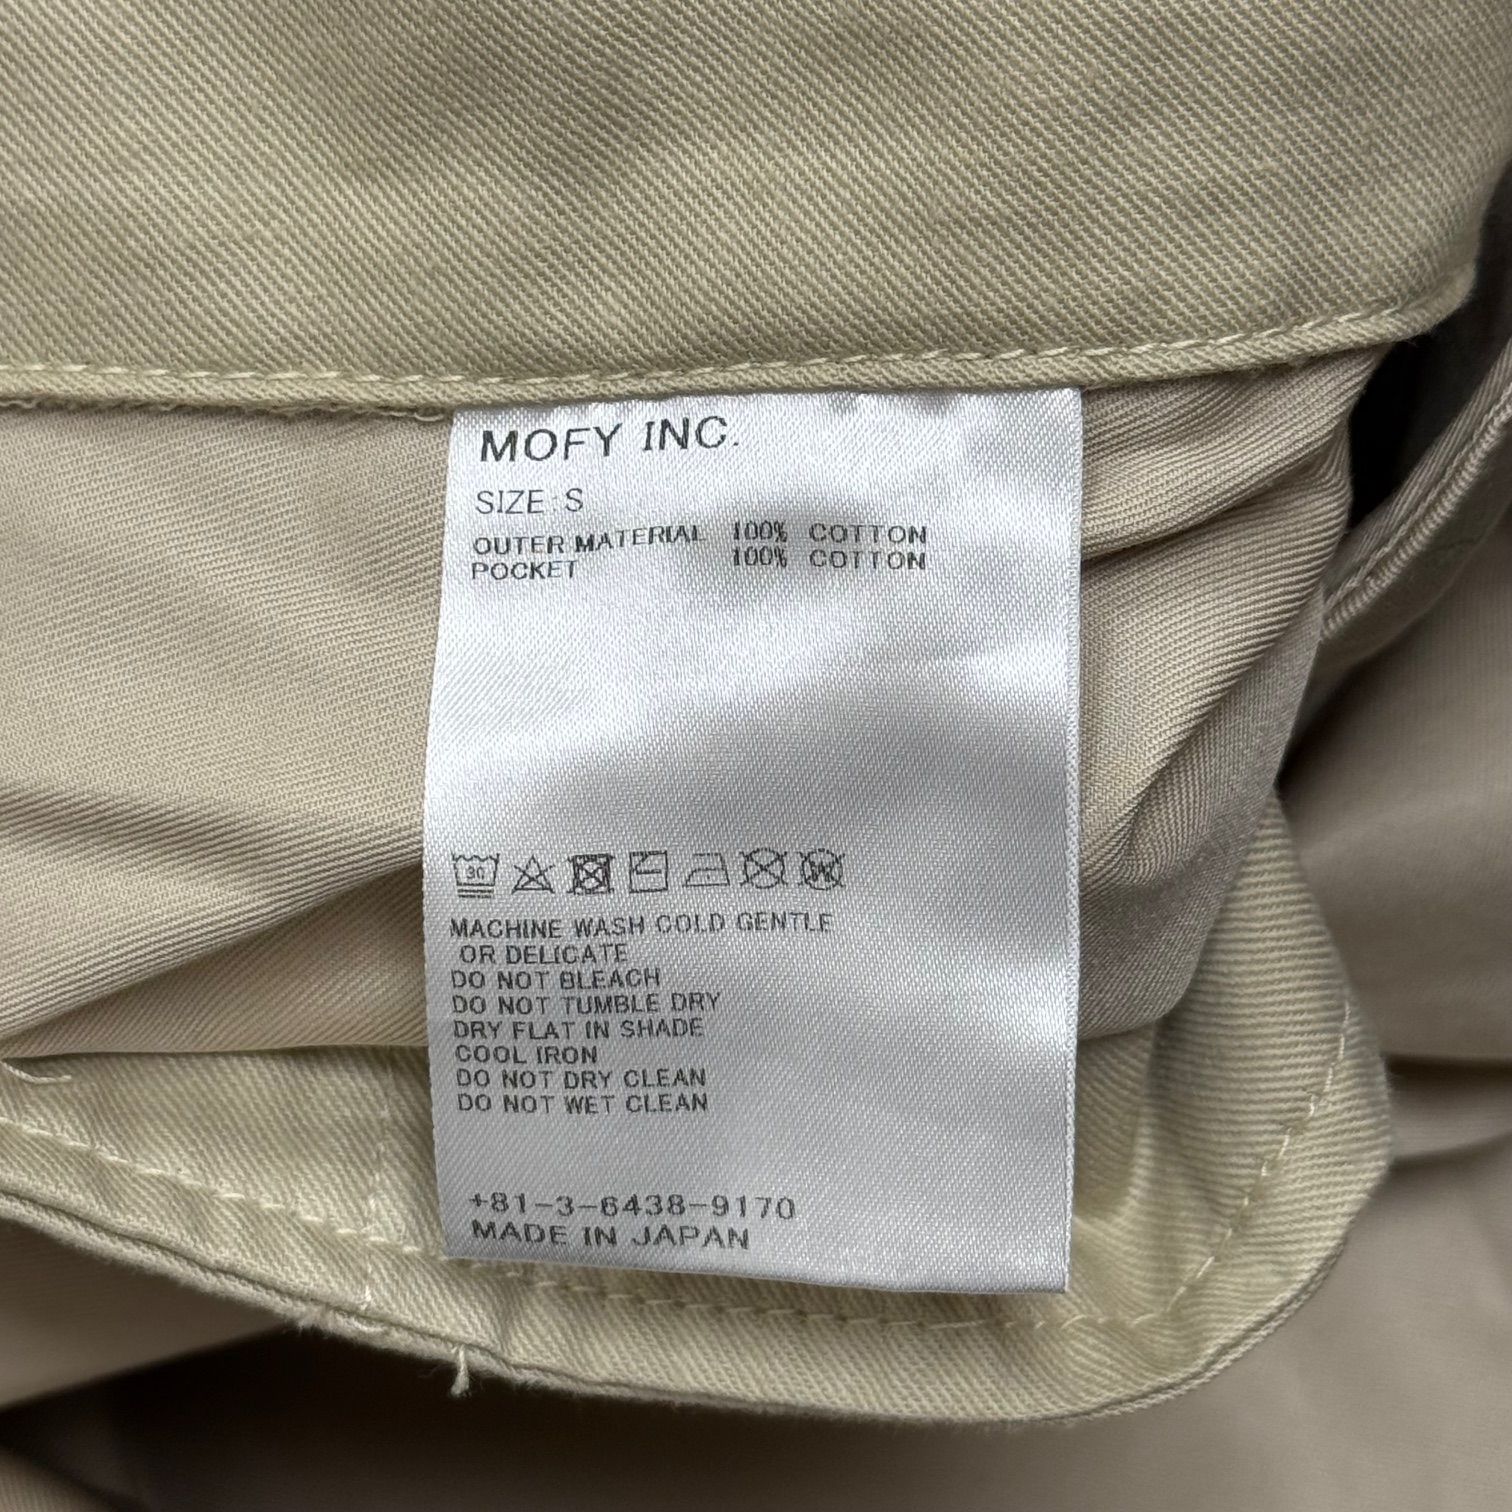 MOFY INC.
SIZE:S
OUTER MATERIAL 100% COTTON
POCKET 100% COTTON
30 W
MACHINE WASH COLD GENTLE
OR DELICATE
DO NOT BLEACH
DO NOT TUMBLE DRY
DRY FLAT IN SHADE
COOL IRON
DO NOT DRY CLEAN
DO NOT WET CLEAN
+81-3-6438-9170
MADE IN JAPAN